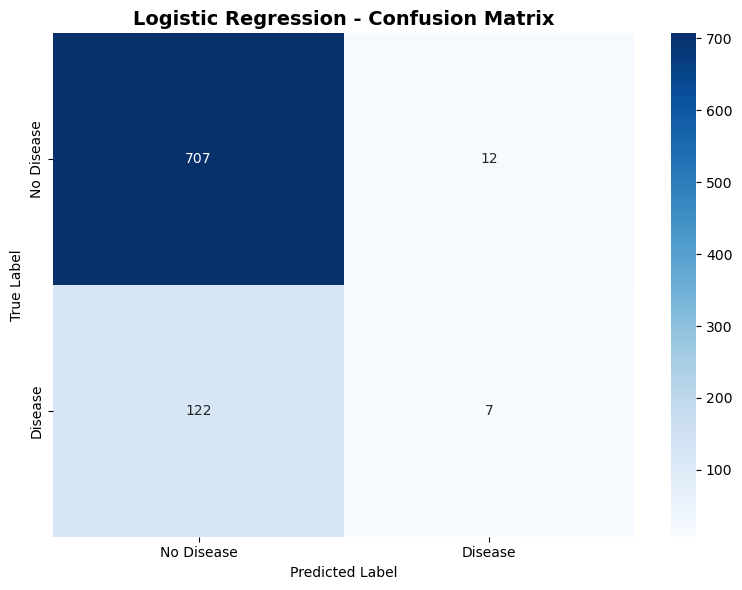 Logistic Regression - Confusion Matrix
True Label
No Disease
707
12
Disease
122
7
No Disease
Disease
Predicted Label
700
600
500
400
300
200
100